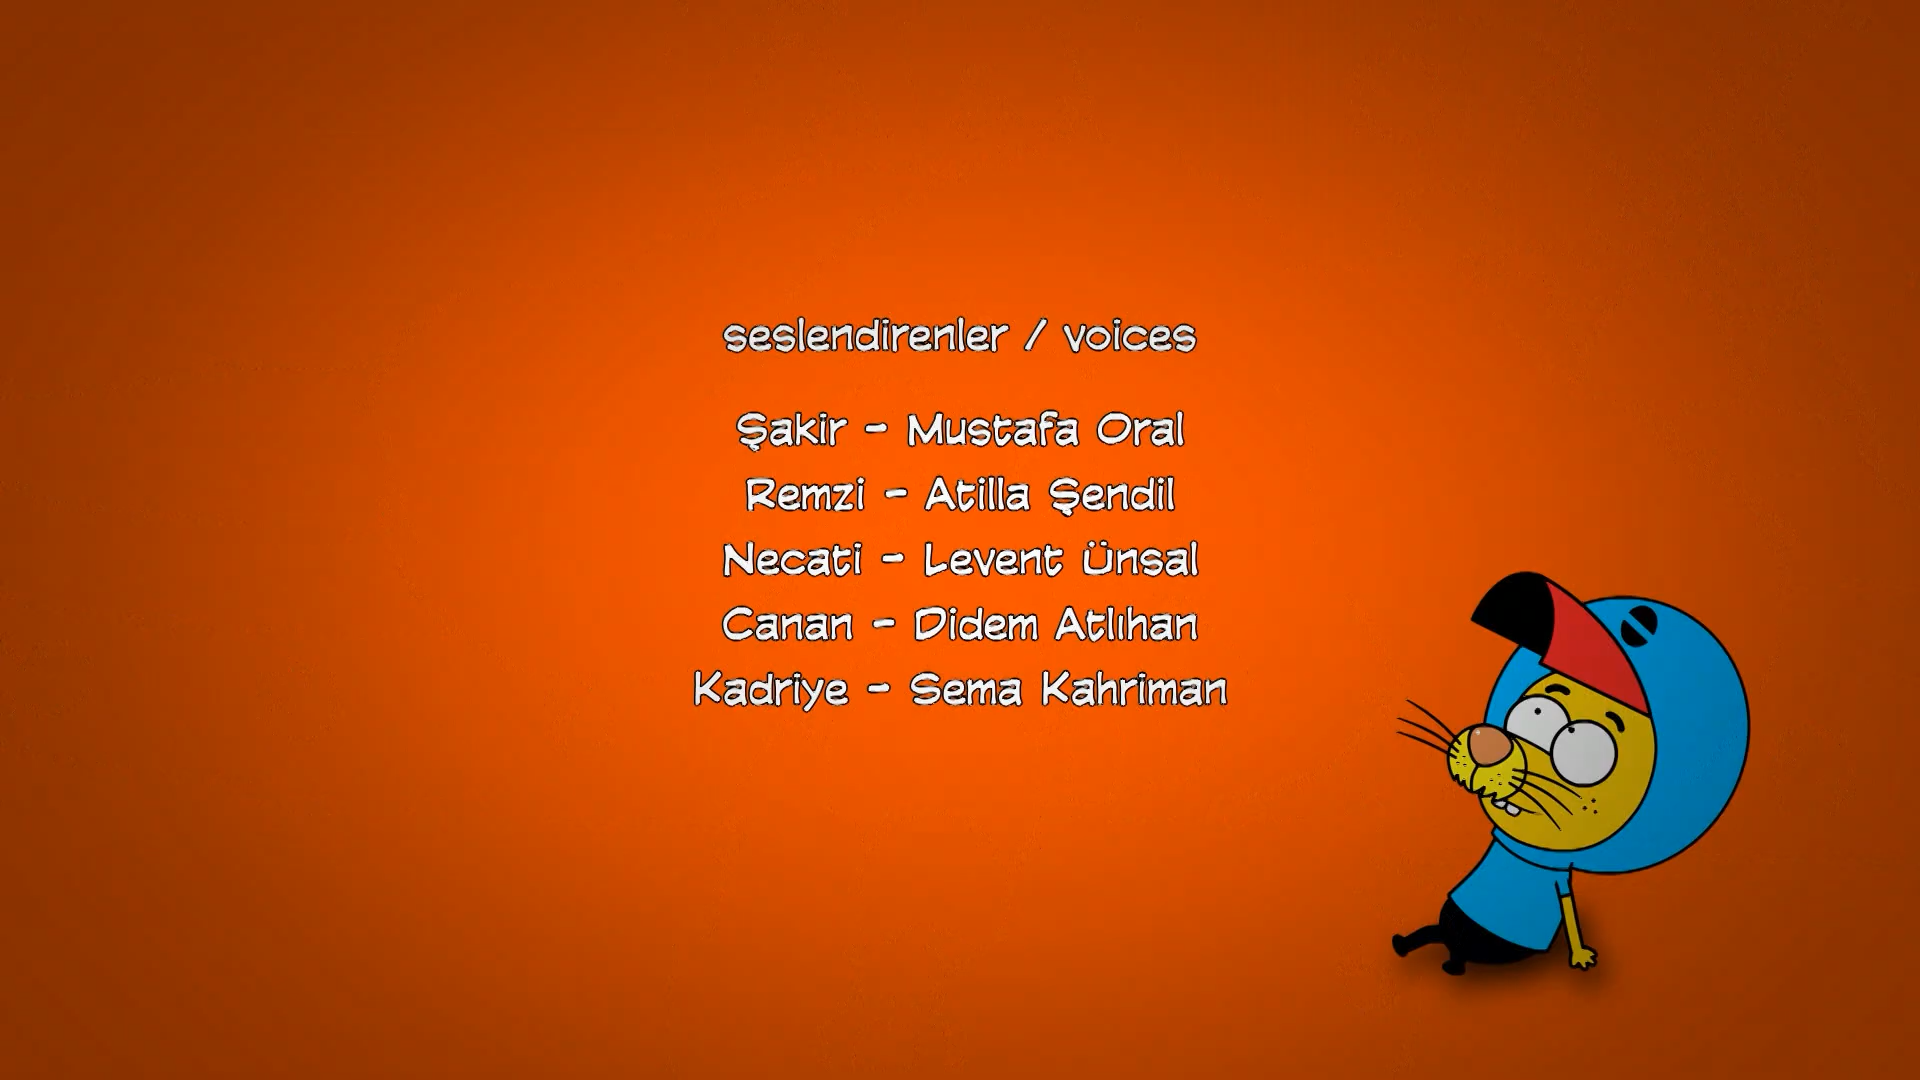 seslendirenler / voices
Şakir - Mustafa Oral
Remzi - Atilla Şendil
Necati - Levent Ünsal
Canan - Didem Atlıhan
Kadriye - Sema Kahriman